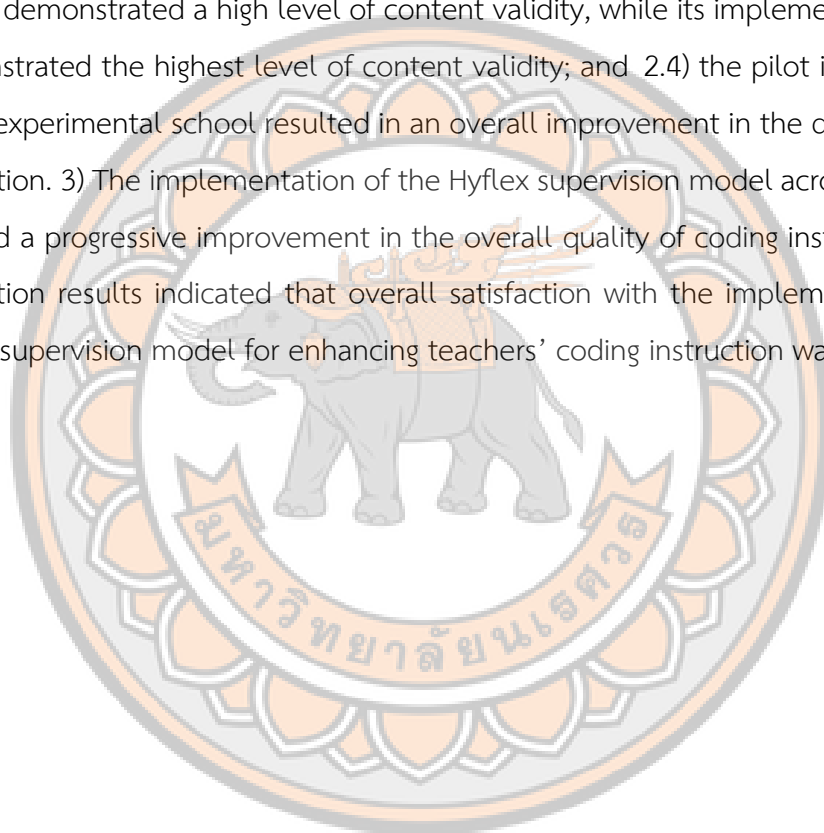 demonstrated a high level of content validity, while its impleme
nstrated the highest level of content validity; and 2.4) the pilot i
experimental school resulted in an overall improvement in the
tion. 3) The implementation of the Hyflex supervision model acr
d a progressive improvement in the overall quality of coding ins
tion results indicated that overall satisfaction with the implem
supervision model for enhancing teachers’ coding instruction wa
มหาวิทยาลัยนเรศวร